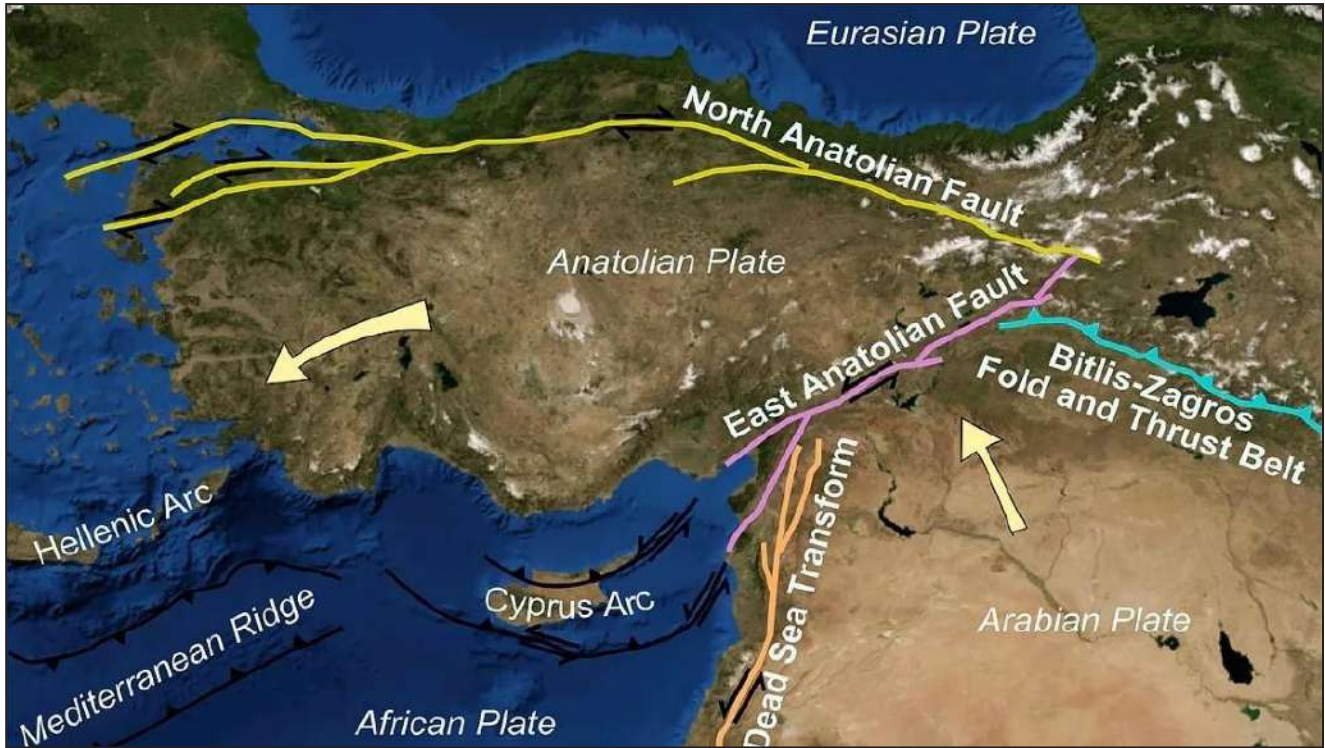 Eurasian Plate
North Anatolian Fault
Anatolian Plate
East Anatolian Fault
Bitlis-Zagros
Fold and Thrust Belt
Hellenic Arc
Cyprus Arc
Dead Sea Transform
Arabian Plate
Mediterranean Ridge
African Plate